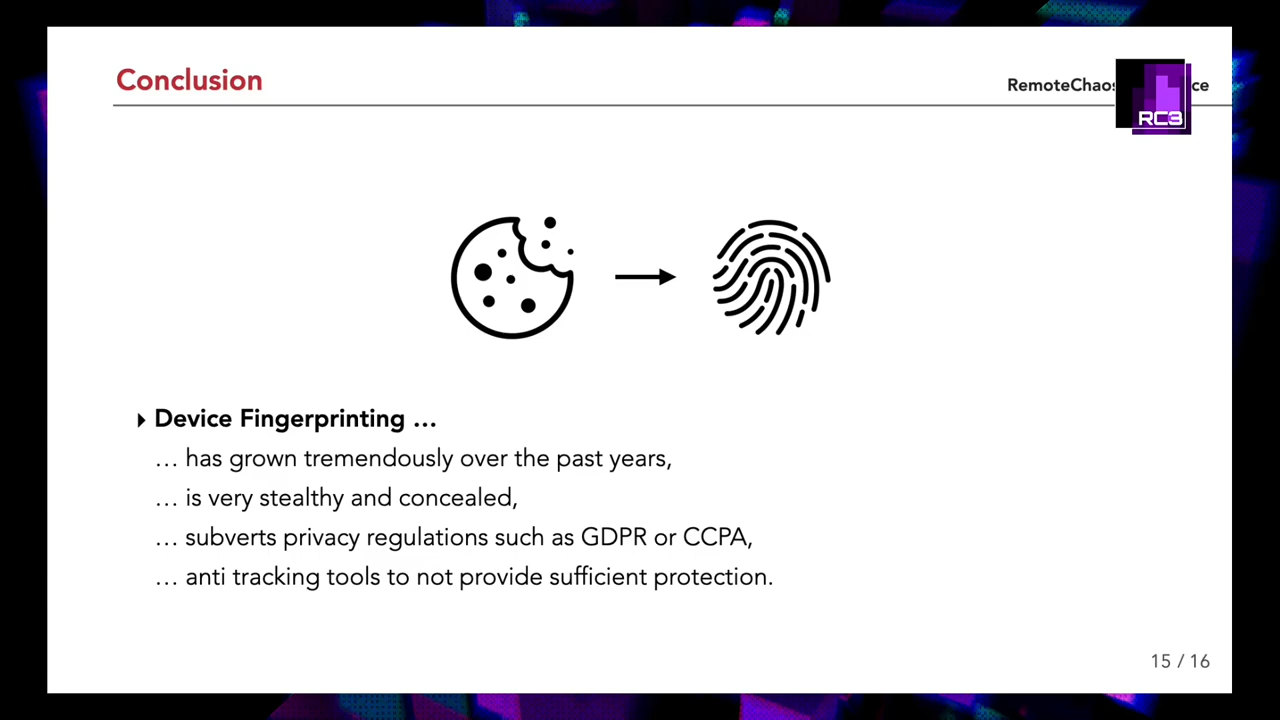 Conclusion
RemoteChaos ce
RC3
Device Fingerprinting …
… has grown tremendously over the past years,
… is very stealthy and concealed,
… subverts privacy regulations such as GDPR or CCPA,
… anti tracking tools to not provide sufficient protection.
15 / 16